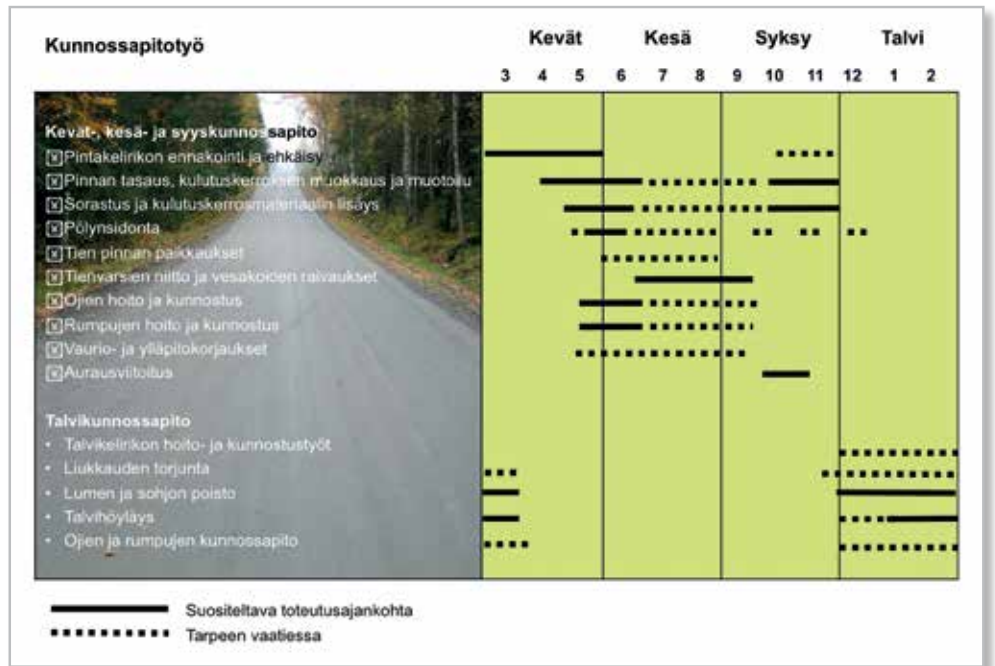 Kunnossapitotyö
Kevät Kesä Syksy Talvi
3 4 5 6 7 8 9 10 11 12 1 2
Kevät-, kesä- ja syyskunnossapito
Pintakelirikon ennakointi ja ehkäisy
Pinnan tasaus, kulutuskerroksen muokkaus ja muotoilu
Sorastus ja kulutuskerrosmateriaalin lisäys
Pölynsidonta
Tien pinnan paikkaukset
Tienvarsien niitto ja vesakoiden raivaukset
Ojien hoito ja kunnostus
Rumpujen hoito ja kunnostus
Vaurio- ja ylläpitokorjaukset
Aurausviitoitus
Talvikunnossapito
• Talvikelirikon hoito- ja kunnostustyöt
• Liukkauden torjunta
• Lumen ja sohjon poisto
• Talvihöyläys
• Ojien ja rumpujen kunnossapito
Suositeltava toteutusajankohta
Tarpeen vaatiessa